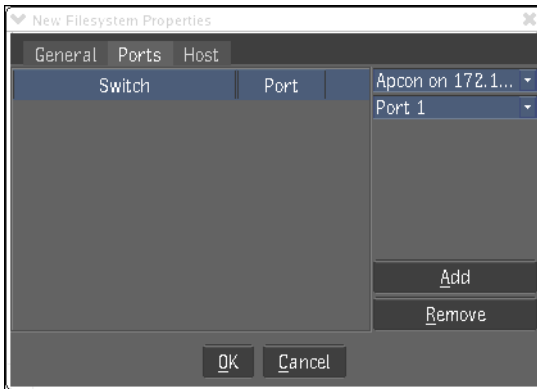 New Filesystem Properties
General Ports Host
Switch Port
Apcon on 172.1...
Port 1
Add
Remove
OK Cancel